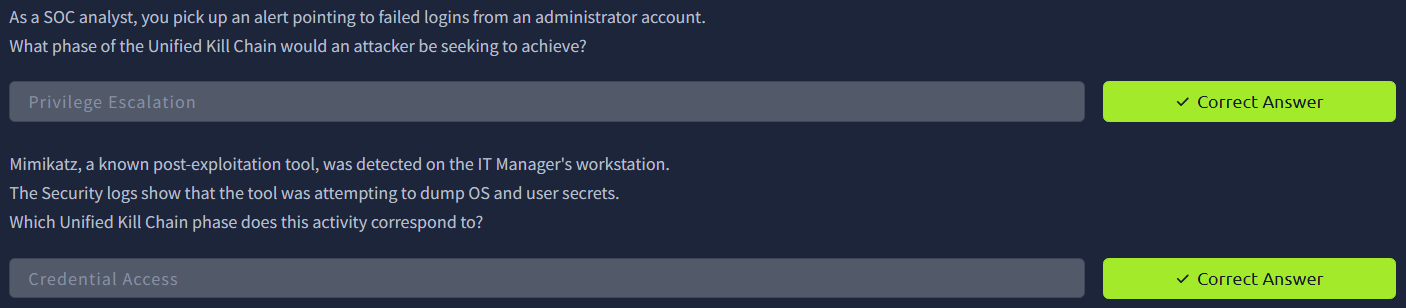 As a SOC analyst, you pick up an alert pointing to failed logins from an administrator account.
What phase of the Unified Kill Chain would an attacker be seeking to achieve?
Privilege Escalation
✓ Correct Answer
Mimikatz, a known post-exploitation tool, was detected on the IT Manager's workstation.
The Security logs show that the tool was attempting to dump OS and user secrets.
Which Unified Kill Chain phase does this activity correspond to?
Credential Access
✓ Correct Answer